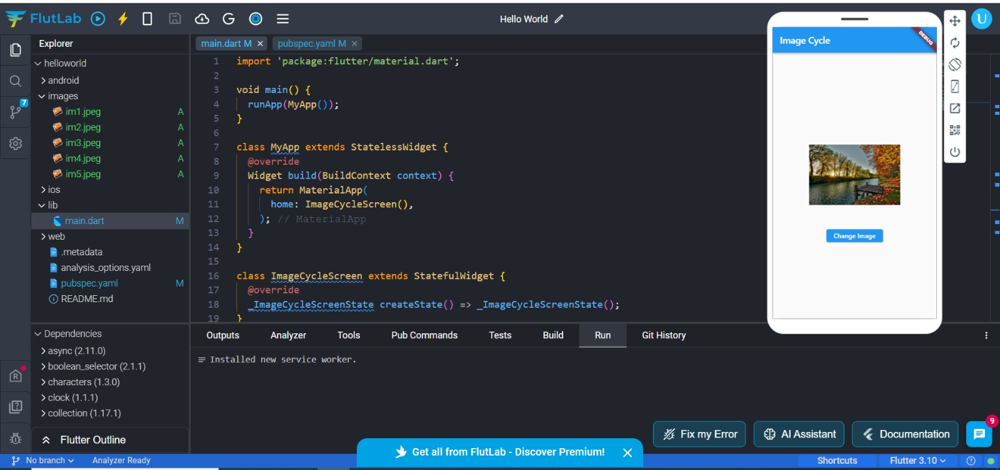 FlutLab
Hello World
U
Explorer
helloworld
android
images
im1.jpeg A
im2.jpeg A
im3.jpeg A
im4.jpeg A
im5.jpeg A
ios
lib
main.dart M
web
.metadata
analysis_options.yaml
pubspec.yaml M
README.md
7
Dependencies
async (2.11.0)
boolean_selector (2.1.1)
characters (1.3.0)
clock (1.1.1)
collection (1.17.1)
Flutter Outline
R
main.dart M
pubspec.yaml M
1 import 'package:flutter/material.dart';
2
3 void main() {
4 runApp(MyApp());
5 }
6
7 class MyApp extends StatelessWidget {
8 @override
9 Widget build(BuildContext context) {
10 return MaterialApp(
11 home: ImageCycleScreen(),
12 ); // MaterialApp
13 }
14 }
15
16 class ImageCycleScreen extends StatefulWidget {
17 @override
18 _ImageCycleScreenState createState() => _ImageCycleScreenState();
19 }
Image Cycle
DEBUG
Change Image
Outputs Analyzer Tools Pub Commands Tests Build Run Git History
Installed new service worker.
Fix my Error
AI Assistant
Documentation
9
Get all from FlutLab - Discover Premium!
No branch
Analyzer Ready
Shortcuts
Flutter 3.10